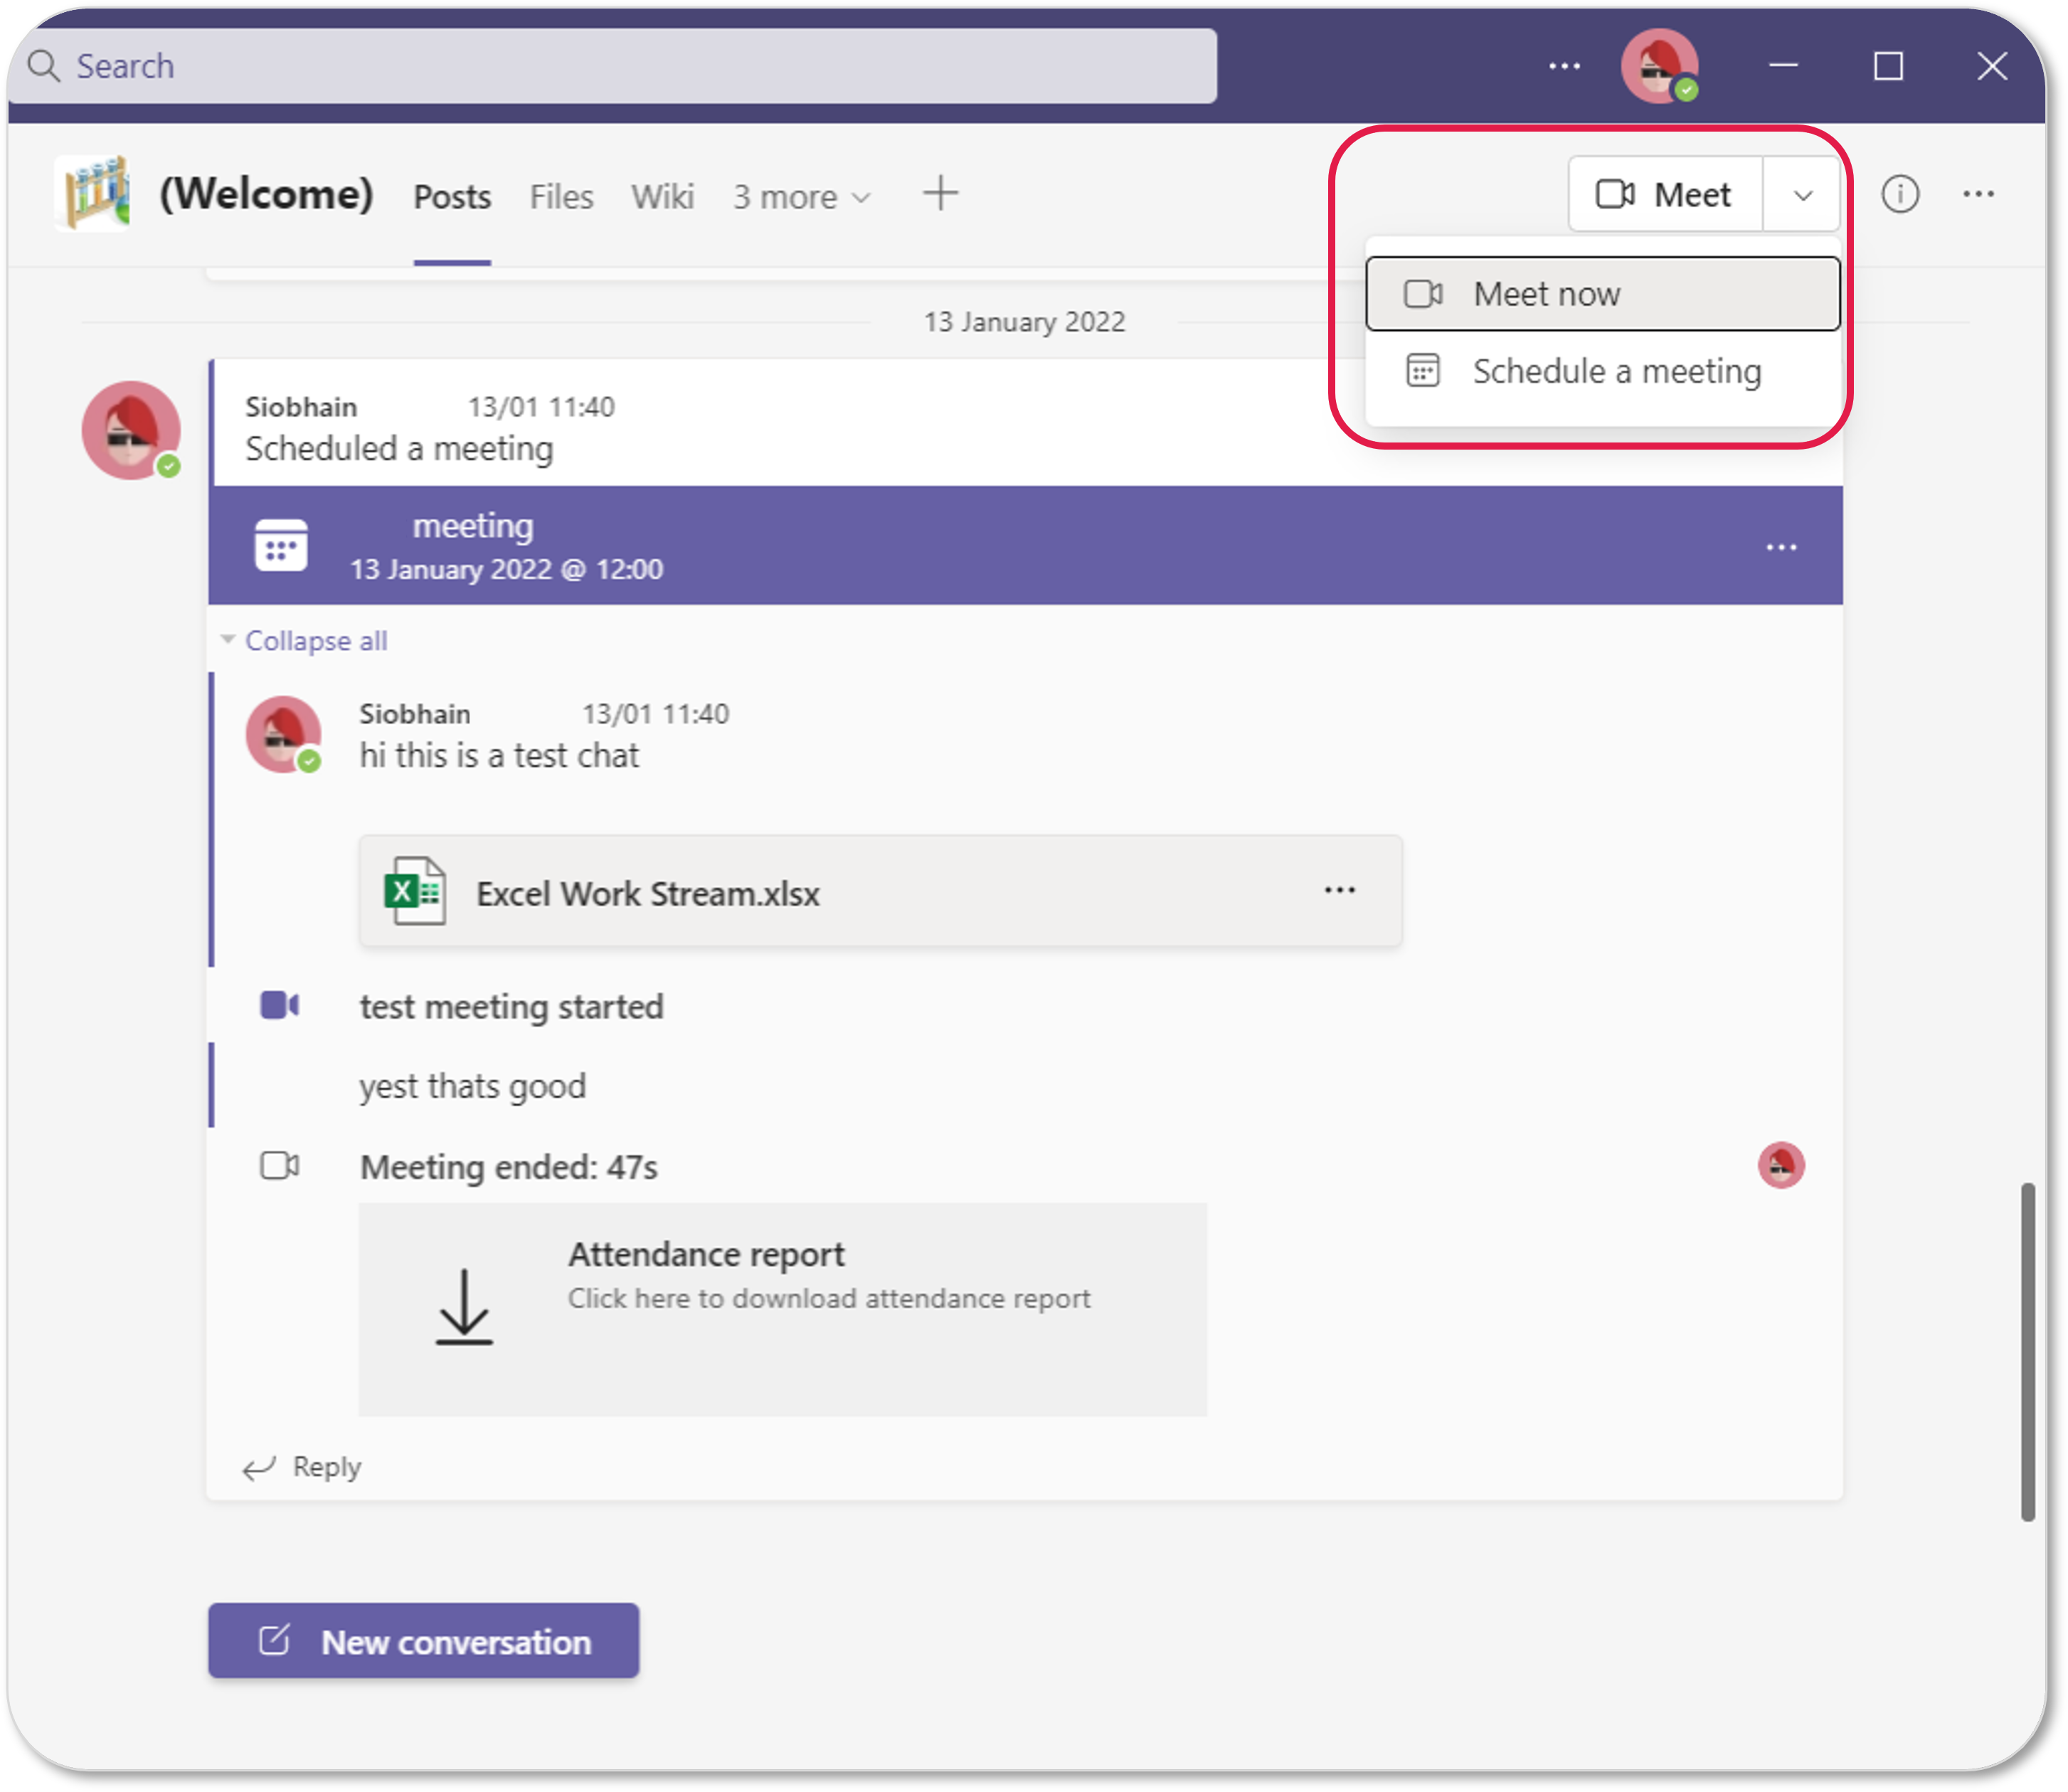 Search
(Welcome) Posts Files Wiki 3 more
Meet
Meet now
Schedule a meeting
13 January 2022
Siobhain 13/01 11:40
Scheduled a meeting
meeting
13 January 2022 @ 12:00
Collapse all
Siobhain 13/01 11:40
hi this is a test chat
Excel Work Stream.xlsx
test meeting started
yest thats good
Meeting ended: 47s
Attendance report
Click here to download attendance report
Reply
New conversation